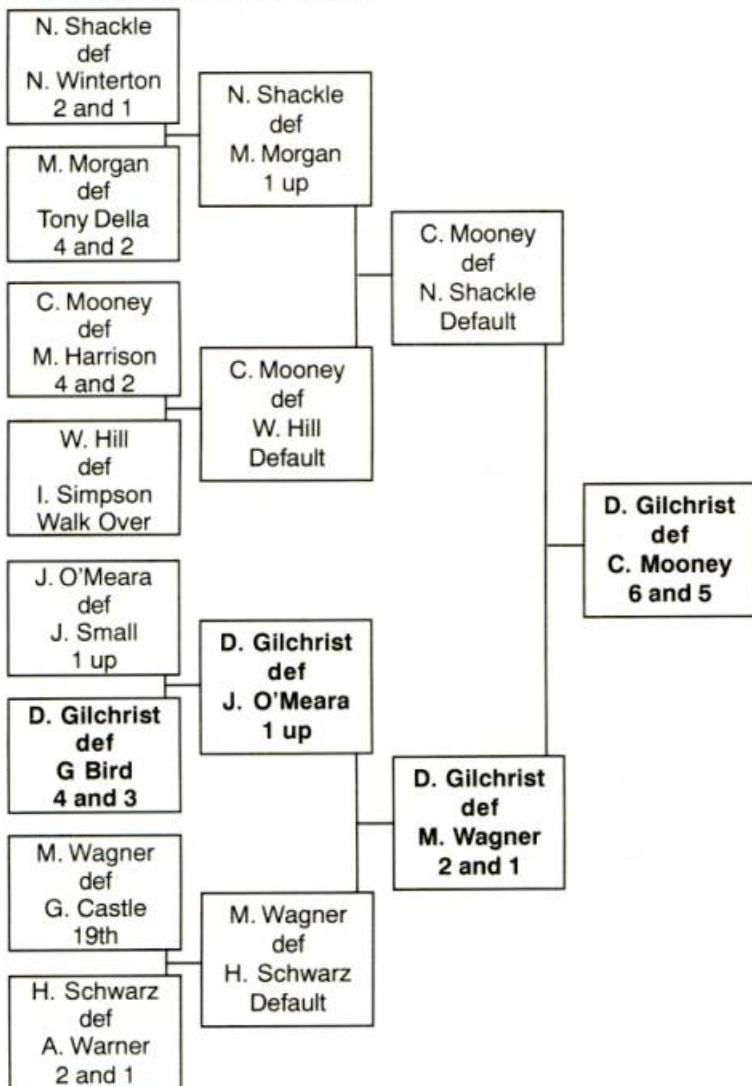 N. Shackle
def
N. Winterton
2 and 1
M. Morgan
def
Tony Della
4 and 2
C. Mooney
def
M. Harrison
4 and 2
W. Hill
def
I. Simpson
Walk Over
J. O'Meara
def
J. Small
1 up
D. Gilchrist
def
G Bird
4 and 3
M. Wagner
def
G. Castle
19th
H. Schwarz
def
A. Warner
2 and 1
N. Shackle
def
M. Morgan
1 up
C. Mooney
def
W. Hill
Default
D. Gilchrist
def
J. O'Meara
1 up
M. Wagner
def
H. Schwarz
Default
C. Mooney
def
N. Shackle
Default
D. Gilchrist
def
M. Wagner
2 and 1
D. Gilchrist
def
C. Mooney
6 and 5